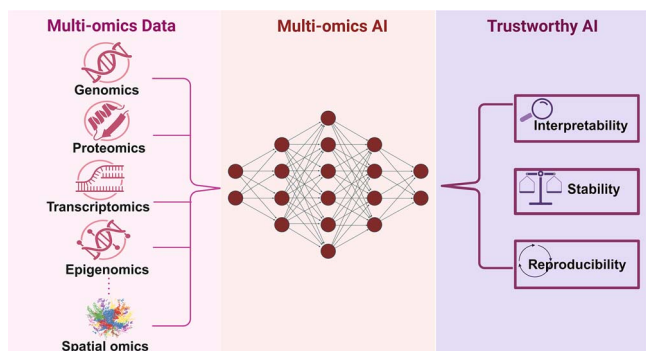 Multi-omics Data
Multi-omics AI
Trustworthy AI
Genomics
Proteomics
Transcriptomics
Epigenomics
Spatial omics
Interpretability
Stability
Reproducibility